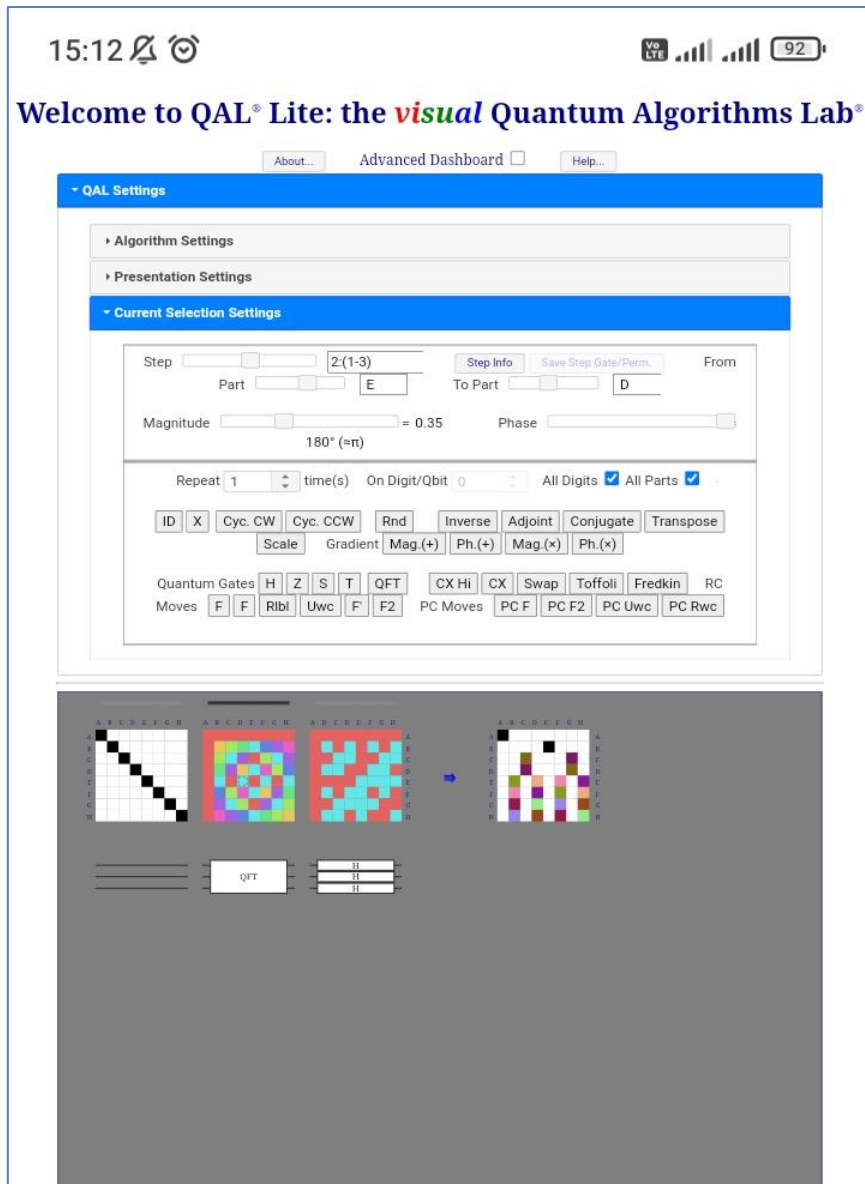 15:12 Vo LTE 92
Welcome to QAL® Lite: the visual Quantum Algorithms Lab®
About... Advanced Dashboard Help...
QAL Settings
Algorithm Settings
Presentation Settings
Current Selection Settings
Step 2:(1-3) Step Info Save Step Gate/Perm. From
Part E To Part D
Magnitude = 0.35 Phase
180° (≈π)
Repeat 1 time(s) On Digit/Qbit 0 All Digits All Parts
ID X Cyc. CW Cyc. CCW Rnd Inverse Adjoint Conjugate Transpose
Scale Gradient Mag.(+) Ph.(+) Mag.(×) Ph.(×)
Quantum Gates H Z S T QFT CX Hi CX Swap Toffoli Fredkin RC
Moves F F Rlbl Uwc F' F2 PC Moves PC F PC F2 PC Uwc PC Rwc
A B C D E F G H A B C D E F G H A B C D E F G H A B C D E F G H
A A A A
B B B B
C C C C
D D D D
E E E E
F F F F
G G G G
H H H H
H
QFT H
H